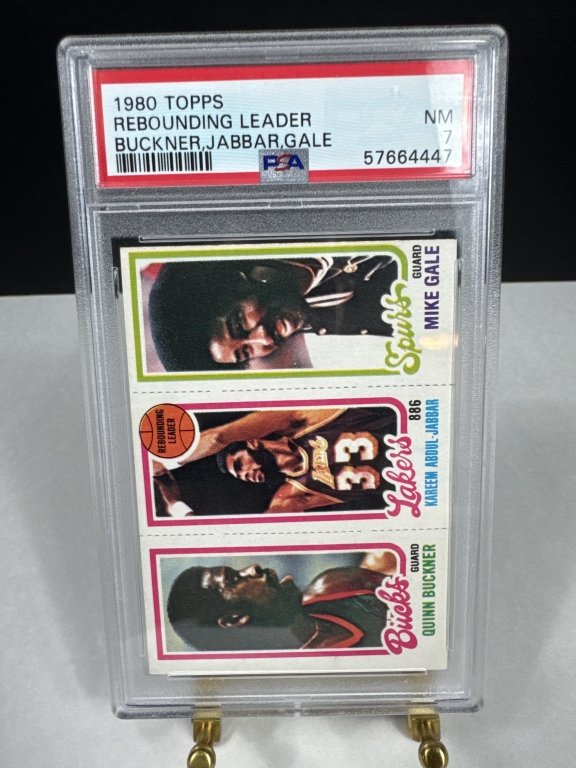 1980 TOPPS
REBOUNDING LEADER
BUCKNER,JABBAR,GALE
NM
7
57664447
PSA
Spurs
GUARD
MIKE GALE
REBOUNDING
LEADER
LAKERS
33
Lakers
886
KAREEM ABDUL-JABBAR
Bucks
GUARD
QUINN BUCKNER